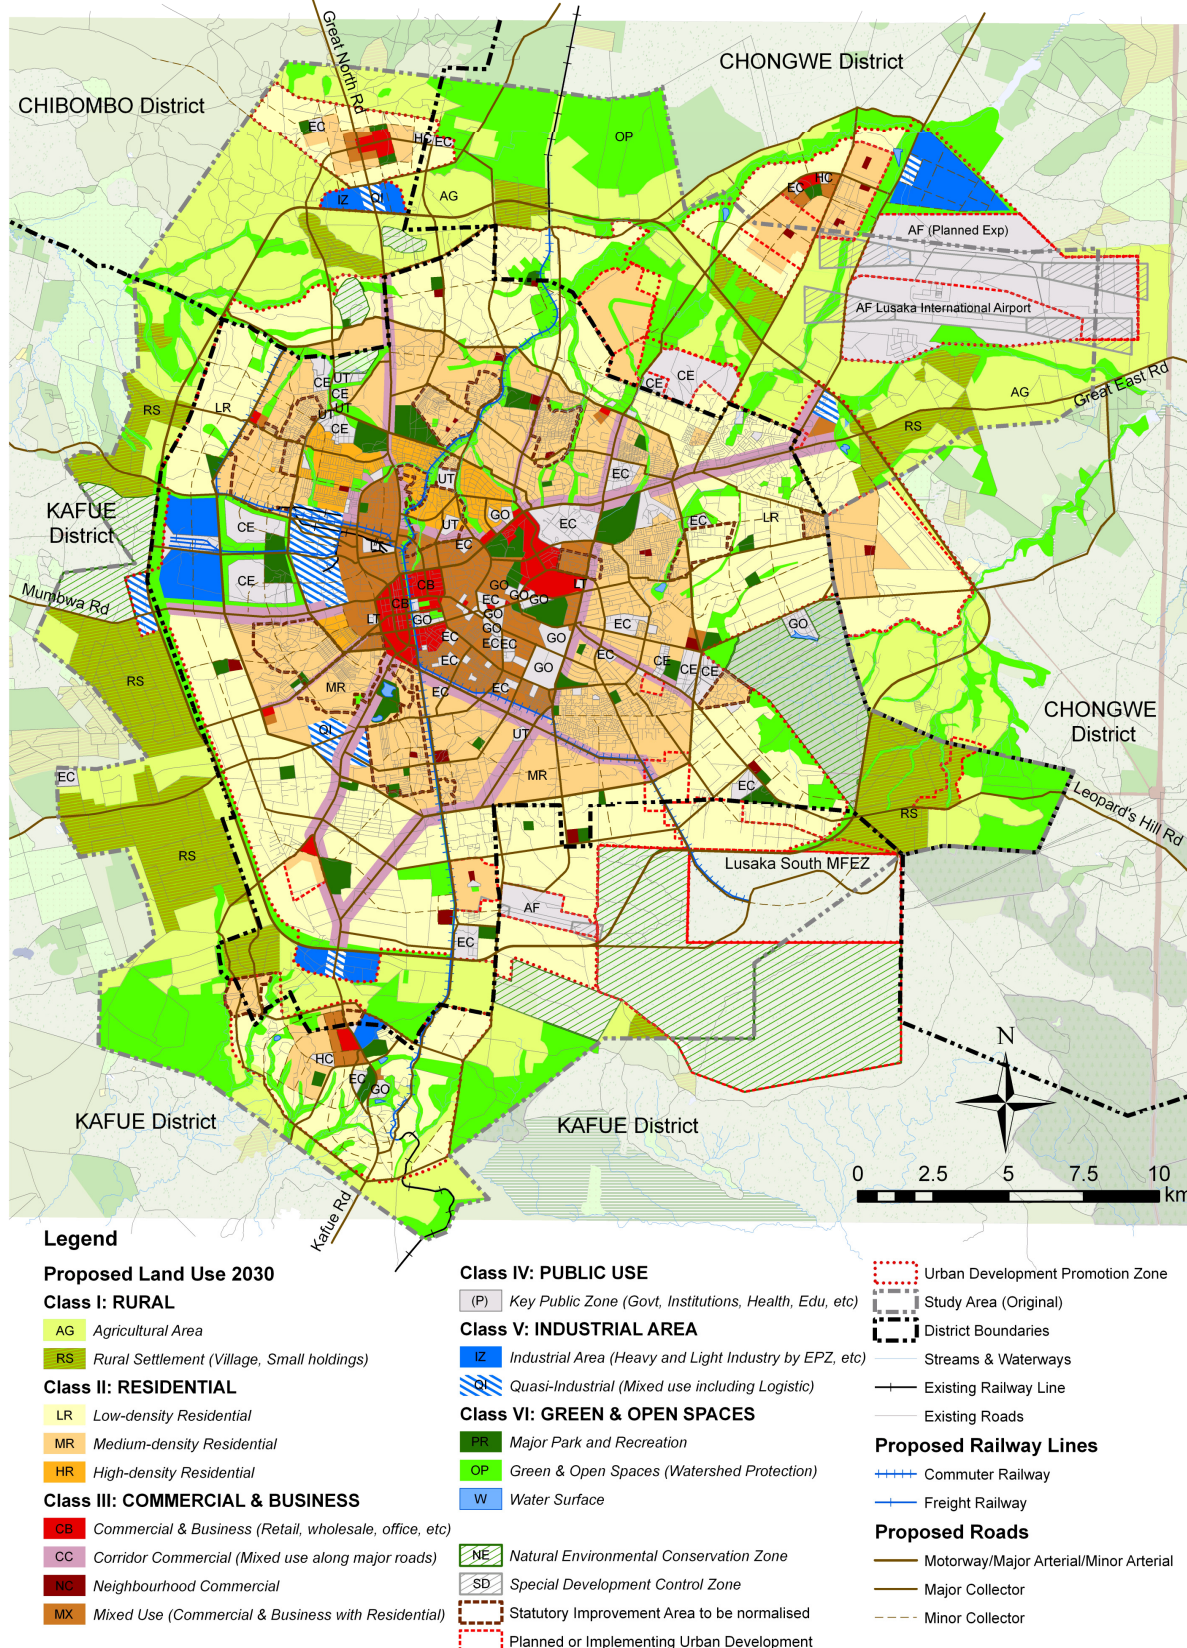 Great North Rd
CHONGWE District
CHIBOMBO District
EC
HC
EC
OP
IZ
QI
AG
HC
EC
AF (Planned Exp)
AF Lusaka International Airport
CE
UT
CE
UT
UT
CE
CE
CE
RS
LR
AG
Great East Rd
RS
KAFUE
District
CE
UT
EC
UT
GO
EC
EC
LR
EC
LT
CE
CB
CB
LT
GO
GO
EC
GO
GO
GO
GO
EC
EC
LT
Mumbwa Rd
EC
EC
GO
GO
EC
EC
CE
CE
CE
GO
RS
MR
EC
EC
QI
UT
MR
CHONGWE
District
EC
EC
RS
Leopard's Hill Rd
RS
Lusaka South MFEZ
AF
EC
HC
EC
GO
KAFUE District
KAFUE District
Kafue Rd
N
0 2.5 5 7.5 10
km
Legend
Proposed Land Use 2030
Class I: RURAL
AG Agricultural Area
RS Rural Settlement (Village, Small holdings)
Class II: RESIDENTIAL
LR Low-density Residential
MR Medium-density Residential
HR High-density Residential
Class III: COMMERCIAL & BUSINESS
CB Commercial & Business (Retail, wholesale, office, etc)
CC Corridor Commercial (Mixed use along major roads)
NC Neighbourhood Commercial
MX Mixed Use (Commercial & Business with Residential)
Class IV: PUBLIC USE
(P) Key Public Zone (Govt, Institutions, Health, Edu, etc)
Class V: INDUSTRIAL AREA
IZ Industrial Area (Heavy and Light Industry by EPZ, etc)
QI Quasi-Industrial (Mixed use including Logistic)
Class VI: GREEN & OPEN SPACES
PR Major Park and Recreation
OP Green & Open Spaces (Watershed Protection)
W Water Surface
NE Natural Environmental Conservation Zone
SD Special Development Control Zone
Statutory Improvement Area to be normalised
Planned or Implementing Urban Development
Urban Development Promotion Zone
Study Area (Original)
District Boundaries
Streams & Waterways
Existing Railway Line
Existing Roads
Proposed Railway Lines
Commuter Railway
Freight Railway
Proposed Roads
Motorway/Major Arterial/Minor Arterial
Major Collector
Minor Collector